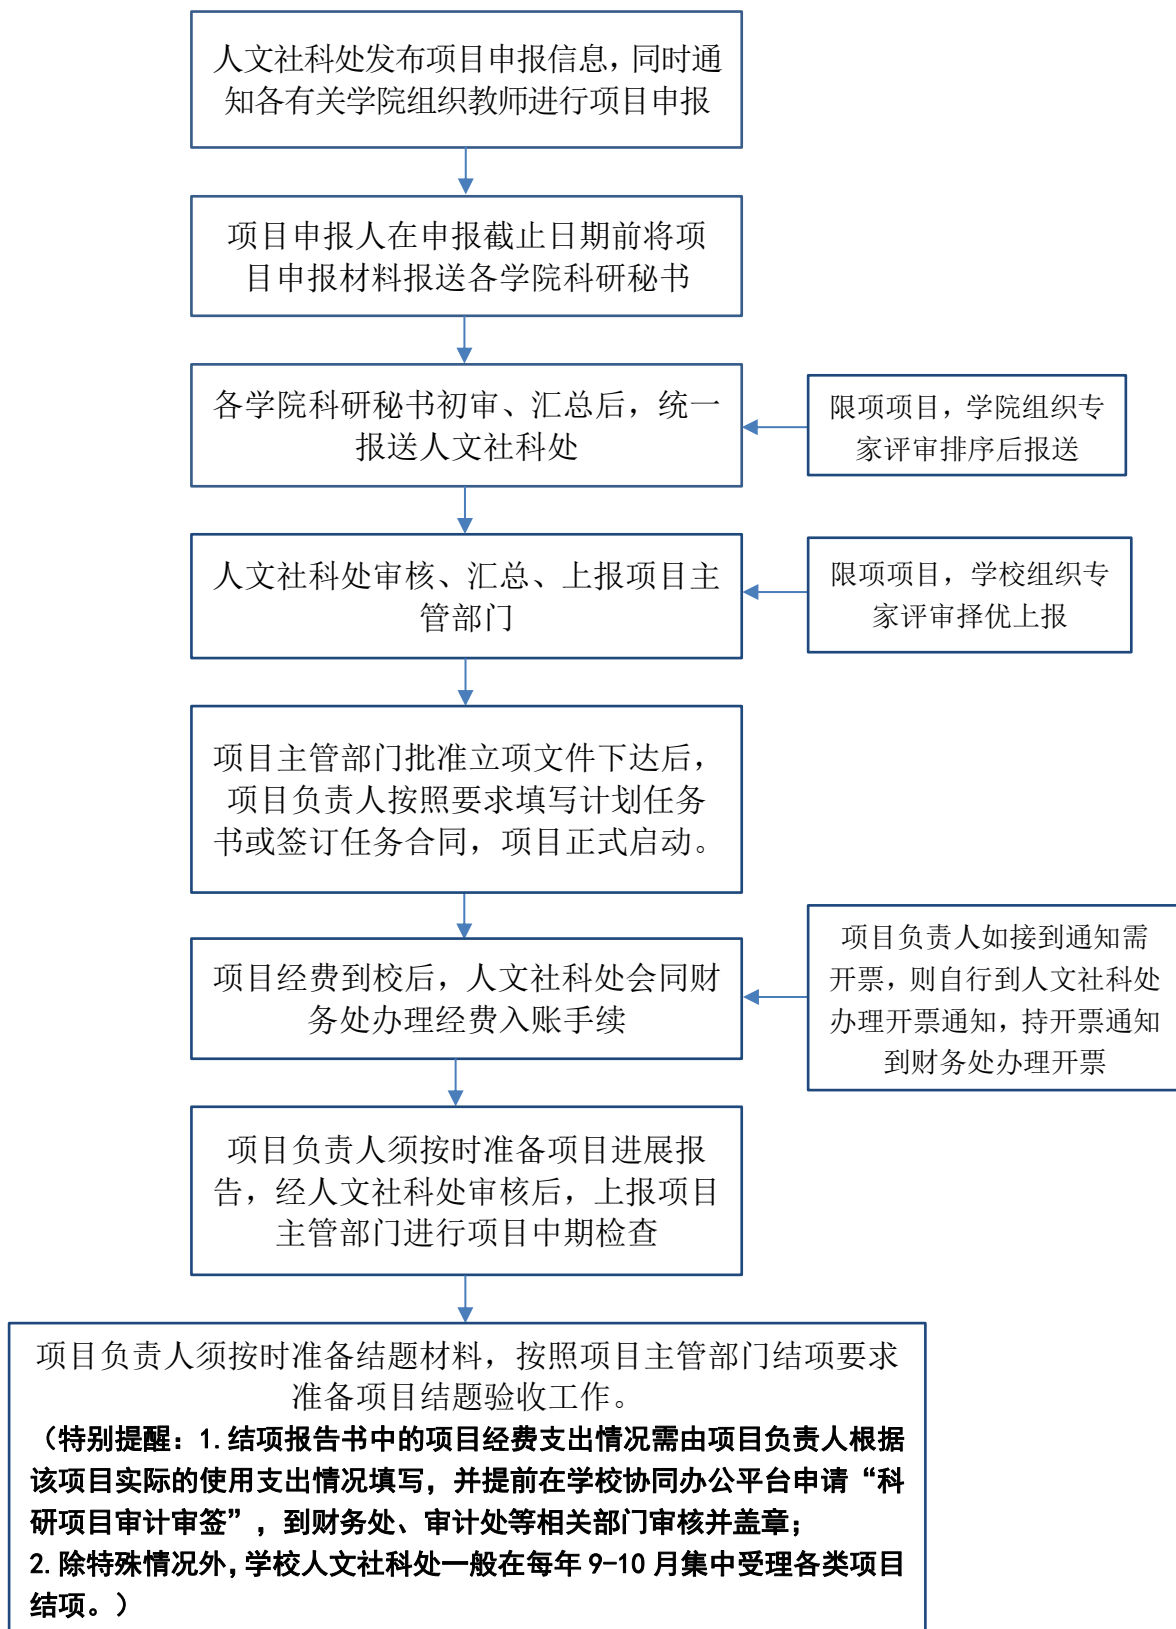 人文社科处发布项目申报信息，同时通
知各有关学院组织教师进行项目申报
项目申报人在申报截止日期前将项
目申报材料报送各学院科研秘书
各学院科研秘书初审、汇总后，统一
报送人文社科处
限项项目，学院组织专
家评审排序后报送
人文社科处审核、汇总、上报项目主
管部门
限项项目，学校组织专
家评审择优上报
项目主管部门批准立项文件下达后，
项目负责人按照要求填写计划任务
书或签订任务合同，项目正式启动。
项目经费到校后，人文社科处会同财
务处办理经费入账手续
项目负责人如接到通知需
开票，则自行到人文社科处
办理开票通知，持开票通知
到财务处办理开票
项目负责人须按时准备项目进展报
告，经人文社科处审核后，上报项目
主管部门进行项目中期检查
项目负责人须按时准备结题材料，按照项目主管部门结项要求
准备项目结题验收工作。
（特别提醒：1.结项报告书中的项目经费支出情况需由项目负责人根据
该项目实际的使用支出情况填写，并提前在学校协同办公平台申请“科
研项目审计审签”，到财务处、审计处等相关部门审核并盖章；
2.除特殊情况外，学校人文社科处一般在每年9-10月集中受理各类项目
结项。）